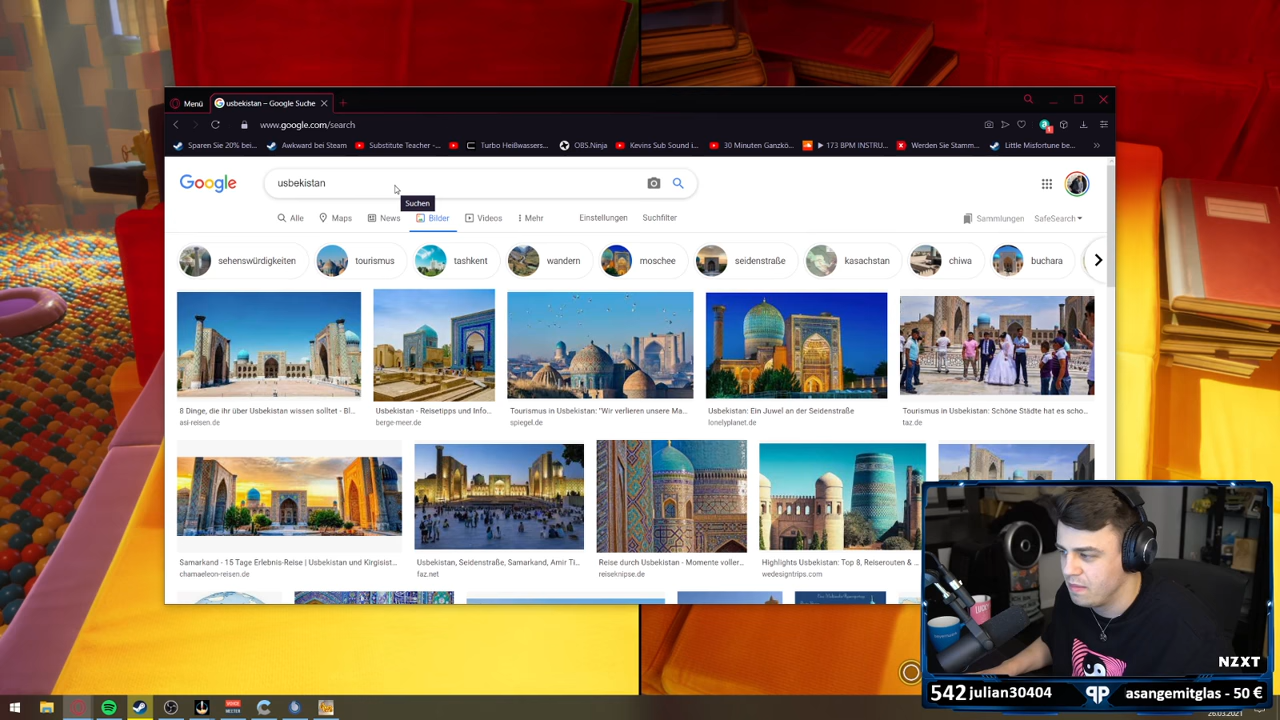 Menü
usbekistan – Google Suche
www.google.com/search
Sparen Sie 20% bei...
Awkward bei Steam
Substitute Teacher -...
Turbo Heißwassers...
OBS.Ninja
Kevins Sub Sound i...
30 Minuten Ganzkö...
173 BPM INSTRU...
Werden Sie Stamm...
Little Misfortune be...
Google
usbekistan
Suchen
Alle
Maps
News
Bilder
Videos
Mehr
Einstellungen
Suchfilter
Sammlungen
SafeSearch
sehenswürdigkeiten
tourismus
tashkent
wandern
moschee
seidenstraße
kasachstan
chiwa
buchara
8 Dinge, die ihr über Usbekistan wissen solltet - Bl...
asi-reisen.de
Usbekistan - Reisetipps und Info...
berge-meer.de
Tourismus in Usbekistan: "Wir verlieren unsere Ma...
spiegel.de
Usbekistan: Ein Juwel an der Seidenstraße
lonelyplanet.de
Tourismus in Usbekistan: Schöne Städte hat es scho...
taz.de
Samarkand - 15 Tage Erlebnis-Reise | Usbekistan und Kirgisist...
chamaeleon-reisen.de
Usbekistan, Seidenstraße, Samarkand, Amir Ti...
faz.net
Reise durch Usbekistan - Momente voller...
reiseknipse.de
Highlights Usbekistan: Top 8, Reiserouten & ...
wedesigntrips.com
NZXT
542 julian30404
asangemitglas - 50 €
26.03.2021